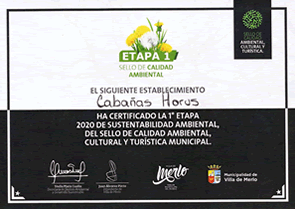 ETAPA 1
SELLO DE CALIDAD
AMBIENTAL
PLAN
AMBIENTAL,
CULTURAL Y
TURÍSTICA.
EL SIGUIENTE ESTABLECIMIENTO
Cabañas Horus
HA CERTIFICADO LA 1° ETAPA
2020 DE SUSTENTABILIDAD AMBIENTAL,
DEL SELLO DE CALIDAD AMBIENTAL,
CULTURAL Y TURÍSTICA MUNICIPAL.
Merlo
Municipalidad
de Villa de Merlo